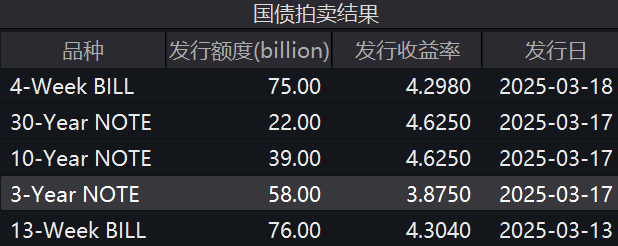 国债拍卖结果
品种 发行额度(billion) 发行收益率 发行日
4-Week BILL 75.00 4.2980 2025-03-18
30-Year NOTE 22.00 4.6250 2025-03-17
10-Year NOTE 39.00 4.6250 2025-03-17
3-Year NOTE 58.00 3.8750 2025-03-17
13-Week BILL 76.00 4.3040 2025-03-13